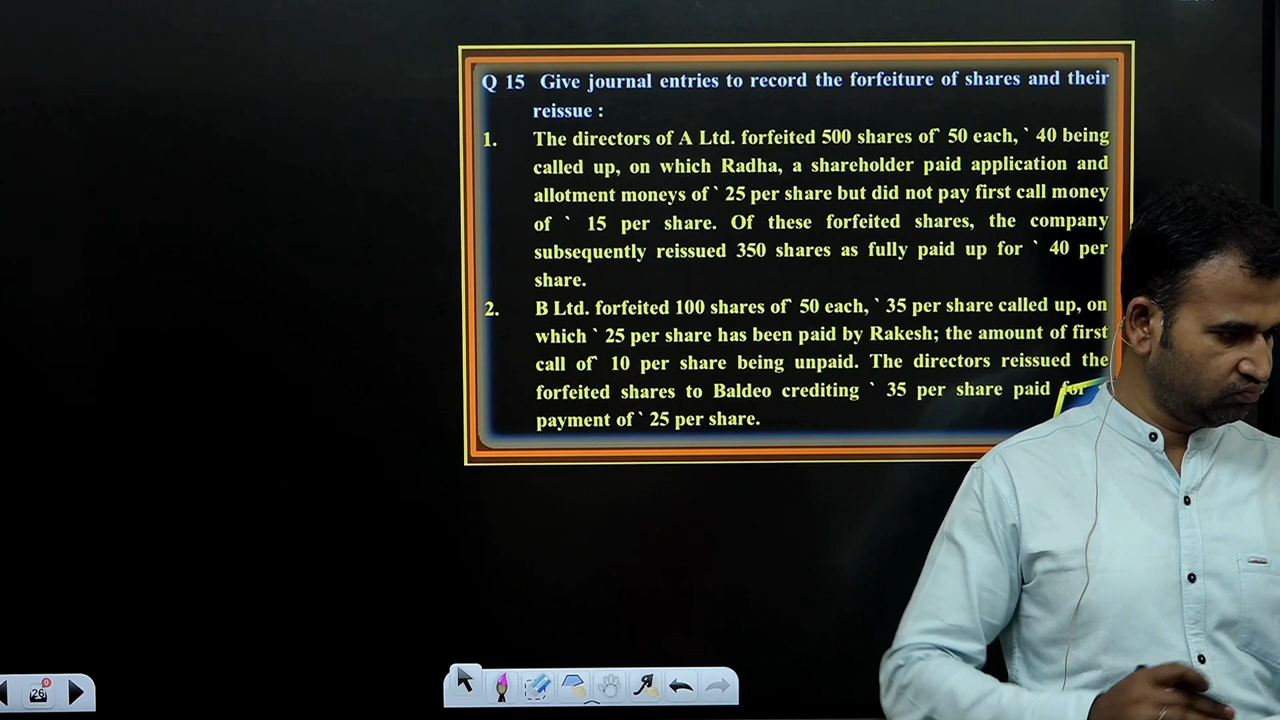 Q 15 Give journal entries to record the forfeiture of shares and their
reissue :
1. The directors of A Ltd. forfeited 500 shares of ` 50 each, ` 40 being
called up, on which Radha, a shareholder paid application and
allotment moneys of ` 25 per share but did not pay first call money
of ` 15 per share. Of these forfeited shares, the company
subsequently reissued 350 shares as fully paid up for ` 40 per
share.
2. B Ltd. forfeited 100 shares of ` 50 each, ` 35 per share called up, on
which ` 25 per share has been paid by Rakesh; the amount of first
call of ` 10 per share being unpaid. The directors reissued the
forfeited shares to Baldeo crediting ` 35 per share paid for
payment of ` 25 per share.
26
0